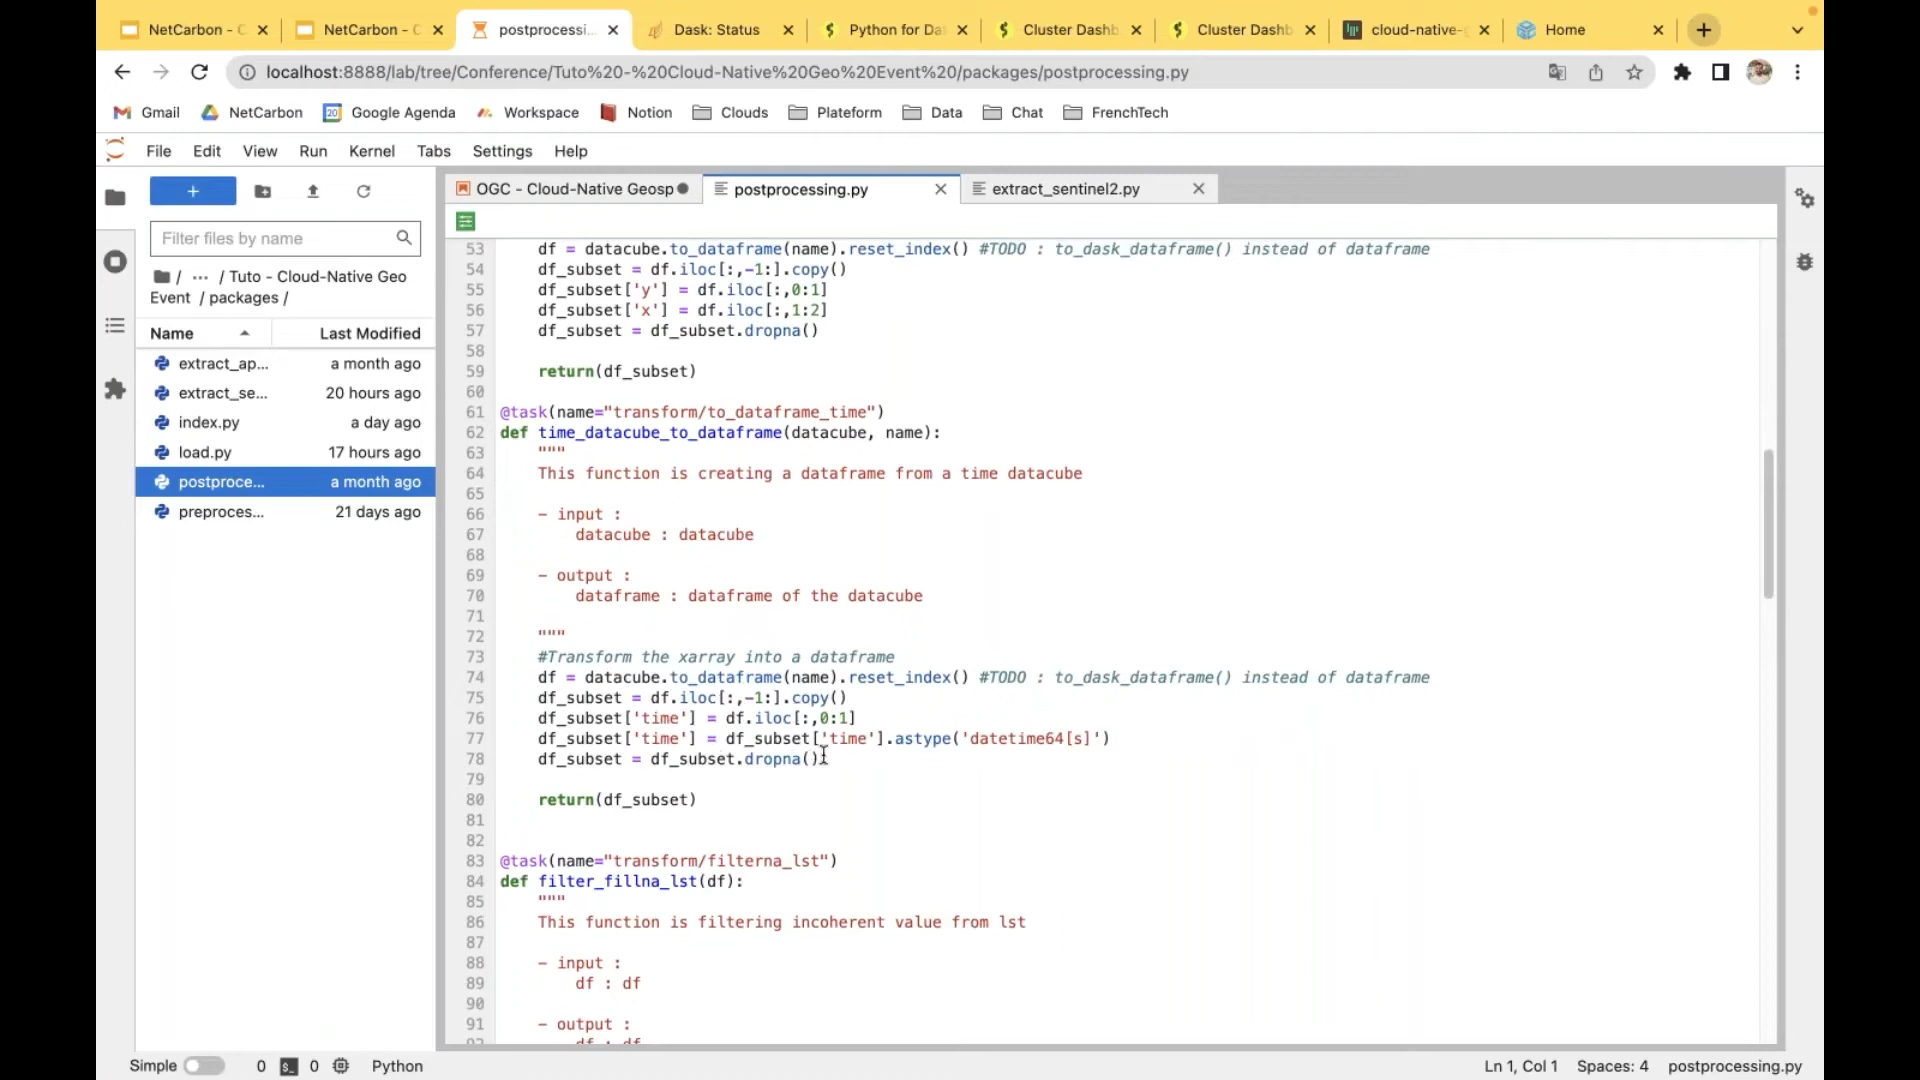 NetCarbon - C
NetCarbon - C
postprocessi
Dask: Status
Python for Da
Cluster Dashb
Cluster Dashb
cloud-native-
Home
localhost:8888/lab/tree/Conference/Tuto%20-%20Cloud-Native%20Geo%20Event%20/packages/postprocessing.py
Gmail NetCarbon Google Agenda Workspace Notion Clouds Plateform Data Chat FrenchTech
File Edit View Run Kernel Tabs Settings Help
Filter files by name
/ ··· / Tuto - Cloud-Native Geo
Event / packages /
Name Last Modified
extract_ap... a month ago
extract_se... 20 hours ago
index.py a day ago
load.py 17 hours ago
postproce... a month ago
preproces... 21 days ago
OGC - Cloud-Native Geosp
postprocessing.py
extract_sentinel2.py
53 df = datacube.to_dataframe(name).reset_index() #TODO : to_dask_dataframe() instead of dataframe
54 df_subset = df.iloc[:,-1:].copy()
55 df_subset['y'] = df.iloc[:,0:1]
56 df_subset['x'] = df.iloc[:,1:2]
57 df_subset = df_subset.dropna()
58
59 return(df_subset)
60
61 @task(name="transform/to_dataframe_time")
62 def time_datacube_to_dataframe(datacube, name):
63 """
64 This function is creating a dataframe from a time datacube
65
66 - input :
67 datacube : datacube
68
69 - output :
70 dataframe : dataframe of the datacube
71
72 """
73 #Transform the xarray into a dataframe
74 df = datacube.to_dataframe(name).reset_index() #TODO : to_dask_dataframe() instead of dataframe
75 df_subset = df.iloc[:,-1:].copy()
76 df_subset['time'] = df.iloc[:,0:1]
77 df_subset['time'] = df_subset['time'].astype('datetime64[s]')
78 df_subset = df_subset.dropna()
79
80 return(df_subset)
81
82
83 @task(name="transform/filterna_lst")
84 def filter_fillna_lst(df):
85 """
86 This function is filtering incoherent value from lst
87
88 - input :
89 df : df
90
91 - output :
92 df : df
Simple 0 0 Python Ln 1, Col 1 Spaces: 4 postprocessing.py